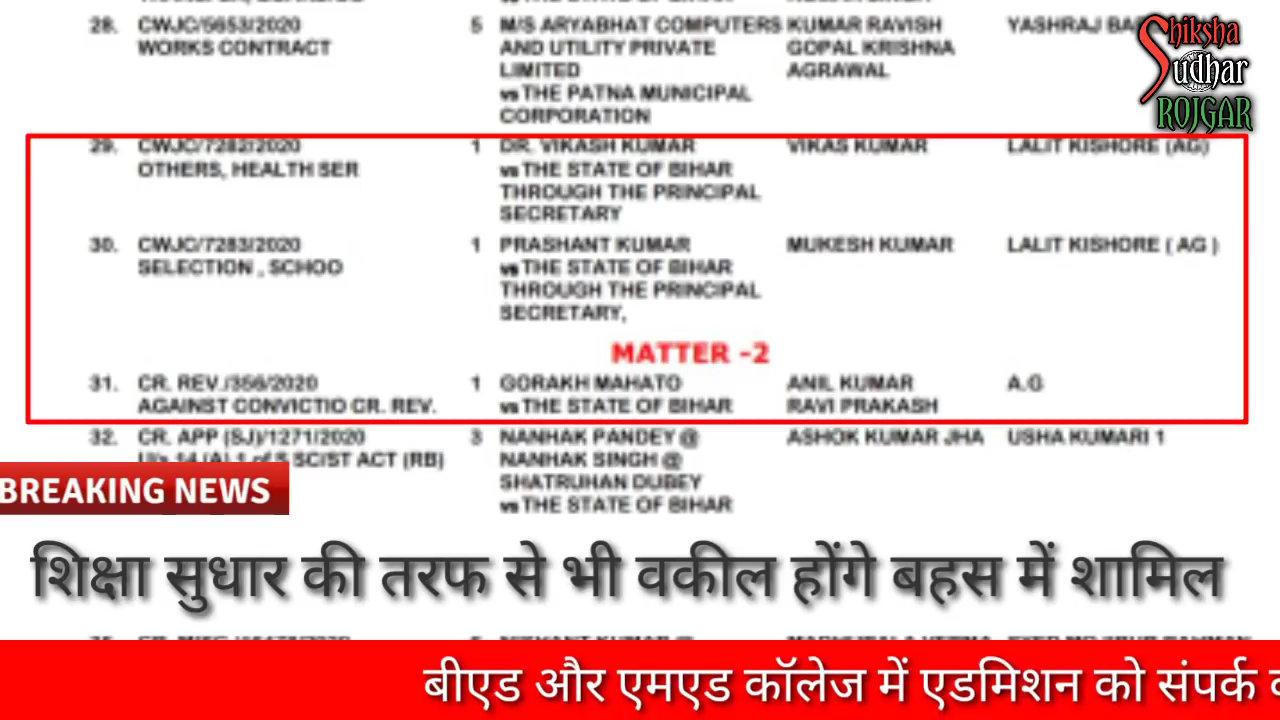 28. CWJC/5653/2020 5 M/S ARYABHAT COMPUTERS KUMAR RAVISH YASHRAJ
WORKS CONTRACT AND UTILITY PRIVATE GOPAL KRISHNA
LIMITED AGRAWAL
vs THE PATNA MUNICIPAL
CORPORATION
Shiksha
Sudhar
ROJGAR
29. CWJC/7282/2020 1 DR. VIKASH KUMAR VIKAS KUMAR LALIT KISHORE (AG)
OTHERS, HEALTH SER vs THE STATE OF BIHAR
THROUGH THE PRINCIPAL
SECRETARY
30. CWJC/7283/2020 1 PRASHANT KUMAR MUKESH KUMAR LALIT KISHORE ( AG )
SELECTION , SCHOO vs THE STATE OF BIHAR
THROUGH THE PRINCIPAL
SECRETARY,
MATTER -2
31. CR. REV./356/2020 1 GORAKH MAHATO ANIL KUMAR A.G
AGAINST CONVICTIO CR. REV. vs THE STATE OF BIHAR RAVI PRAKASH
32. CR. APP (SJ)/1271/2020 3 NANHAK PANDEY @ ASHOK KUMAR JHA USHA KUMARI 1
SC/ST ACT (RB) NANHAK SINGH @
SHATRUHAN DUBEY
vs THE STATE OF BIHAR
BREAKING NEWS
शिक्षा सुधार की तरफ से भी वकील होंगे बहस में शामिल
बीएड और एमएड कॉलेज में एडमिशन को संपर्क